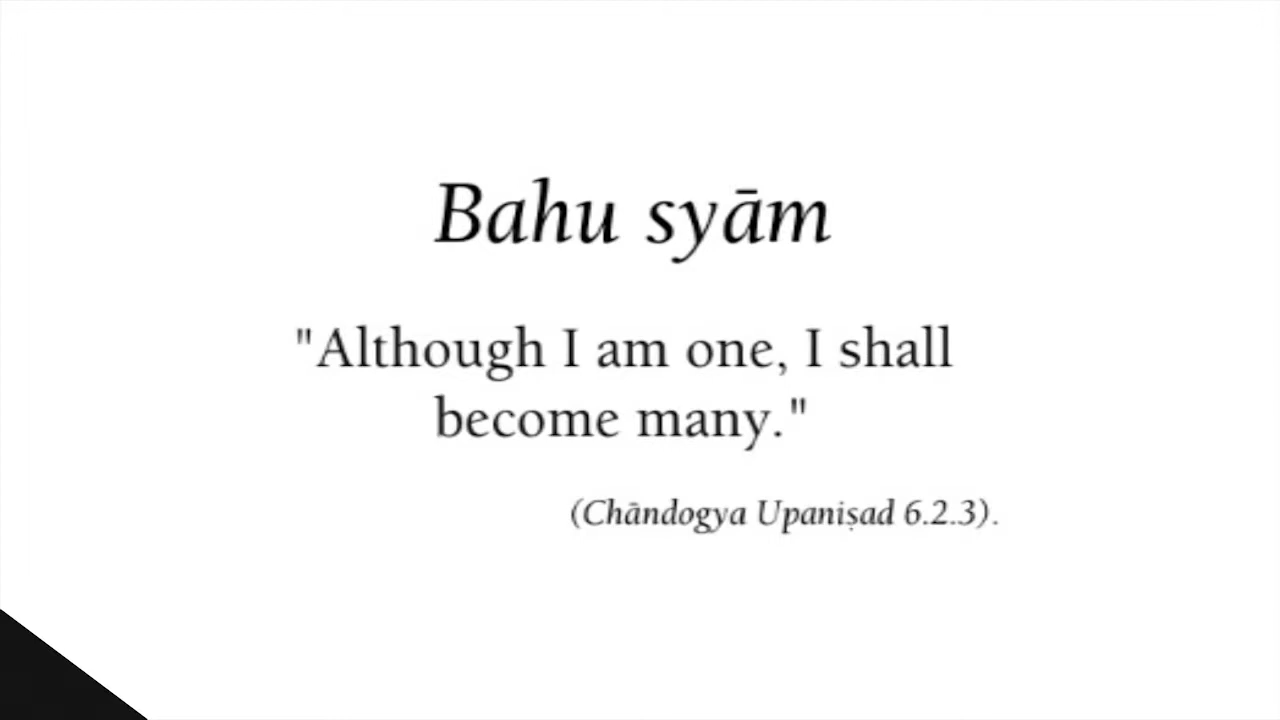 Bahu syām
"Although I am one, I shall
become many."
(Chāndogya Upaniṣad 6.2.3).